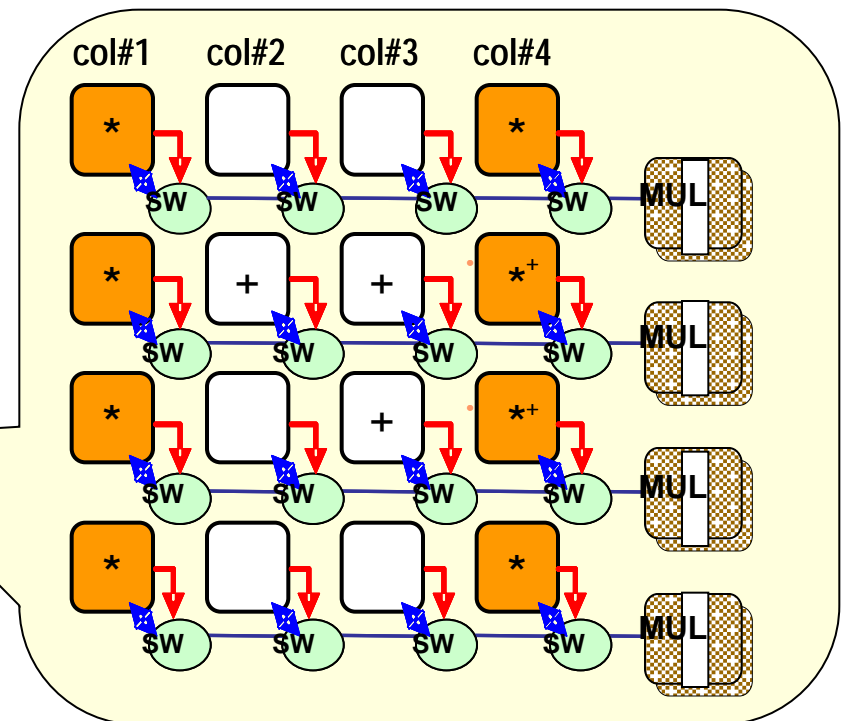 col#1 col#2 col#3 col#4
* *
SW SW SW SW MUL
* + + *+
SW SW SW SW MUL
* + *+
SW SW SW SW MUL
* *
SW SW SW SW MUL